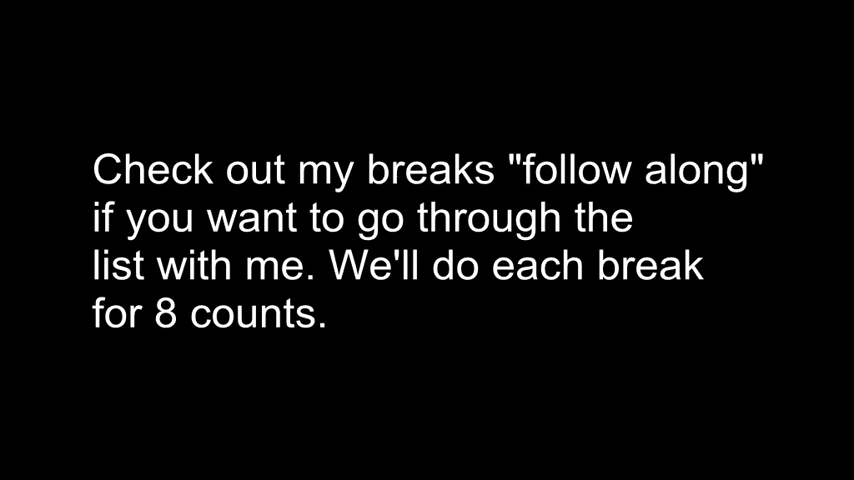 Check out my breaks "follow along"
if you want to go through the
list with me. We'll do each break
for 8 counts.